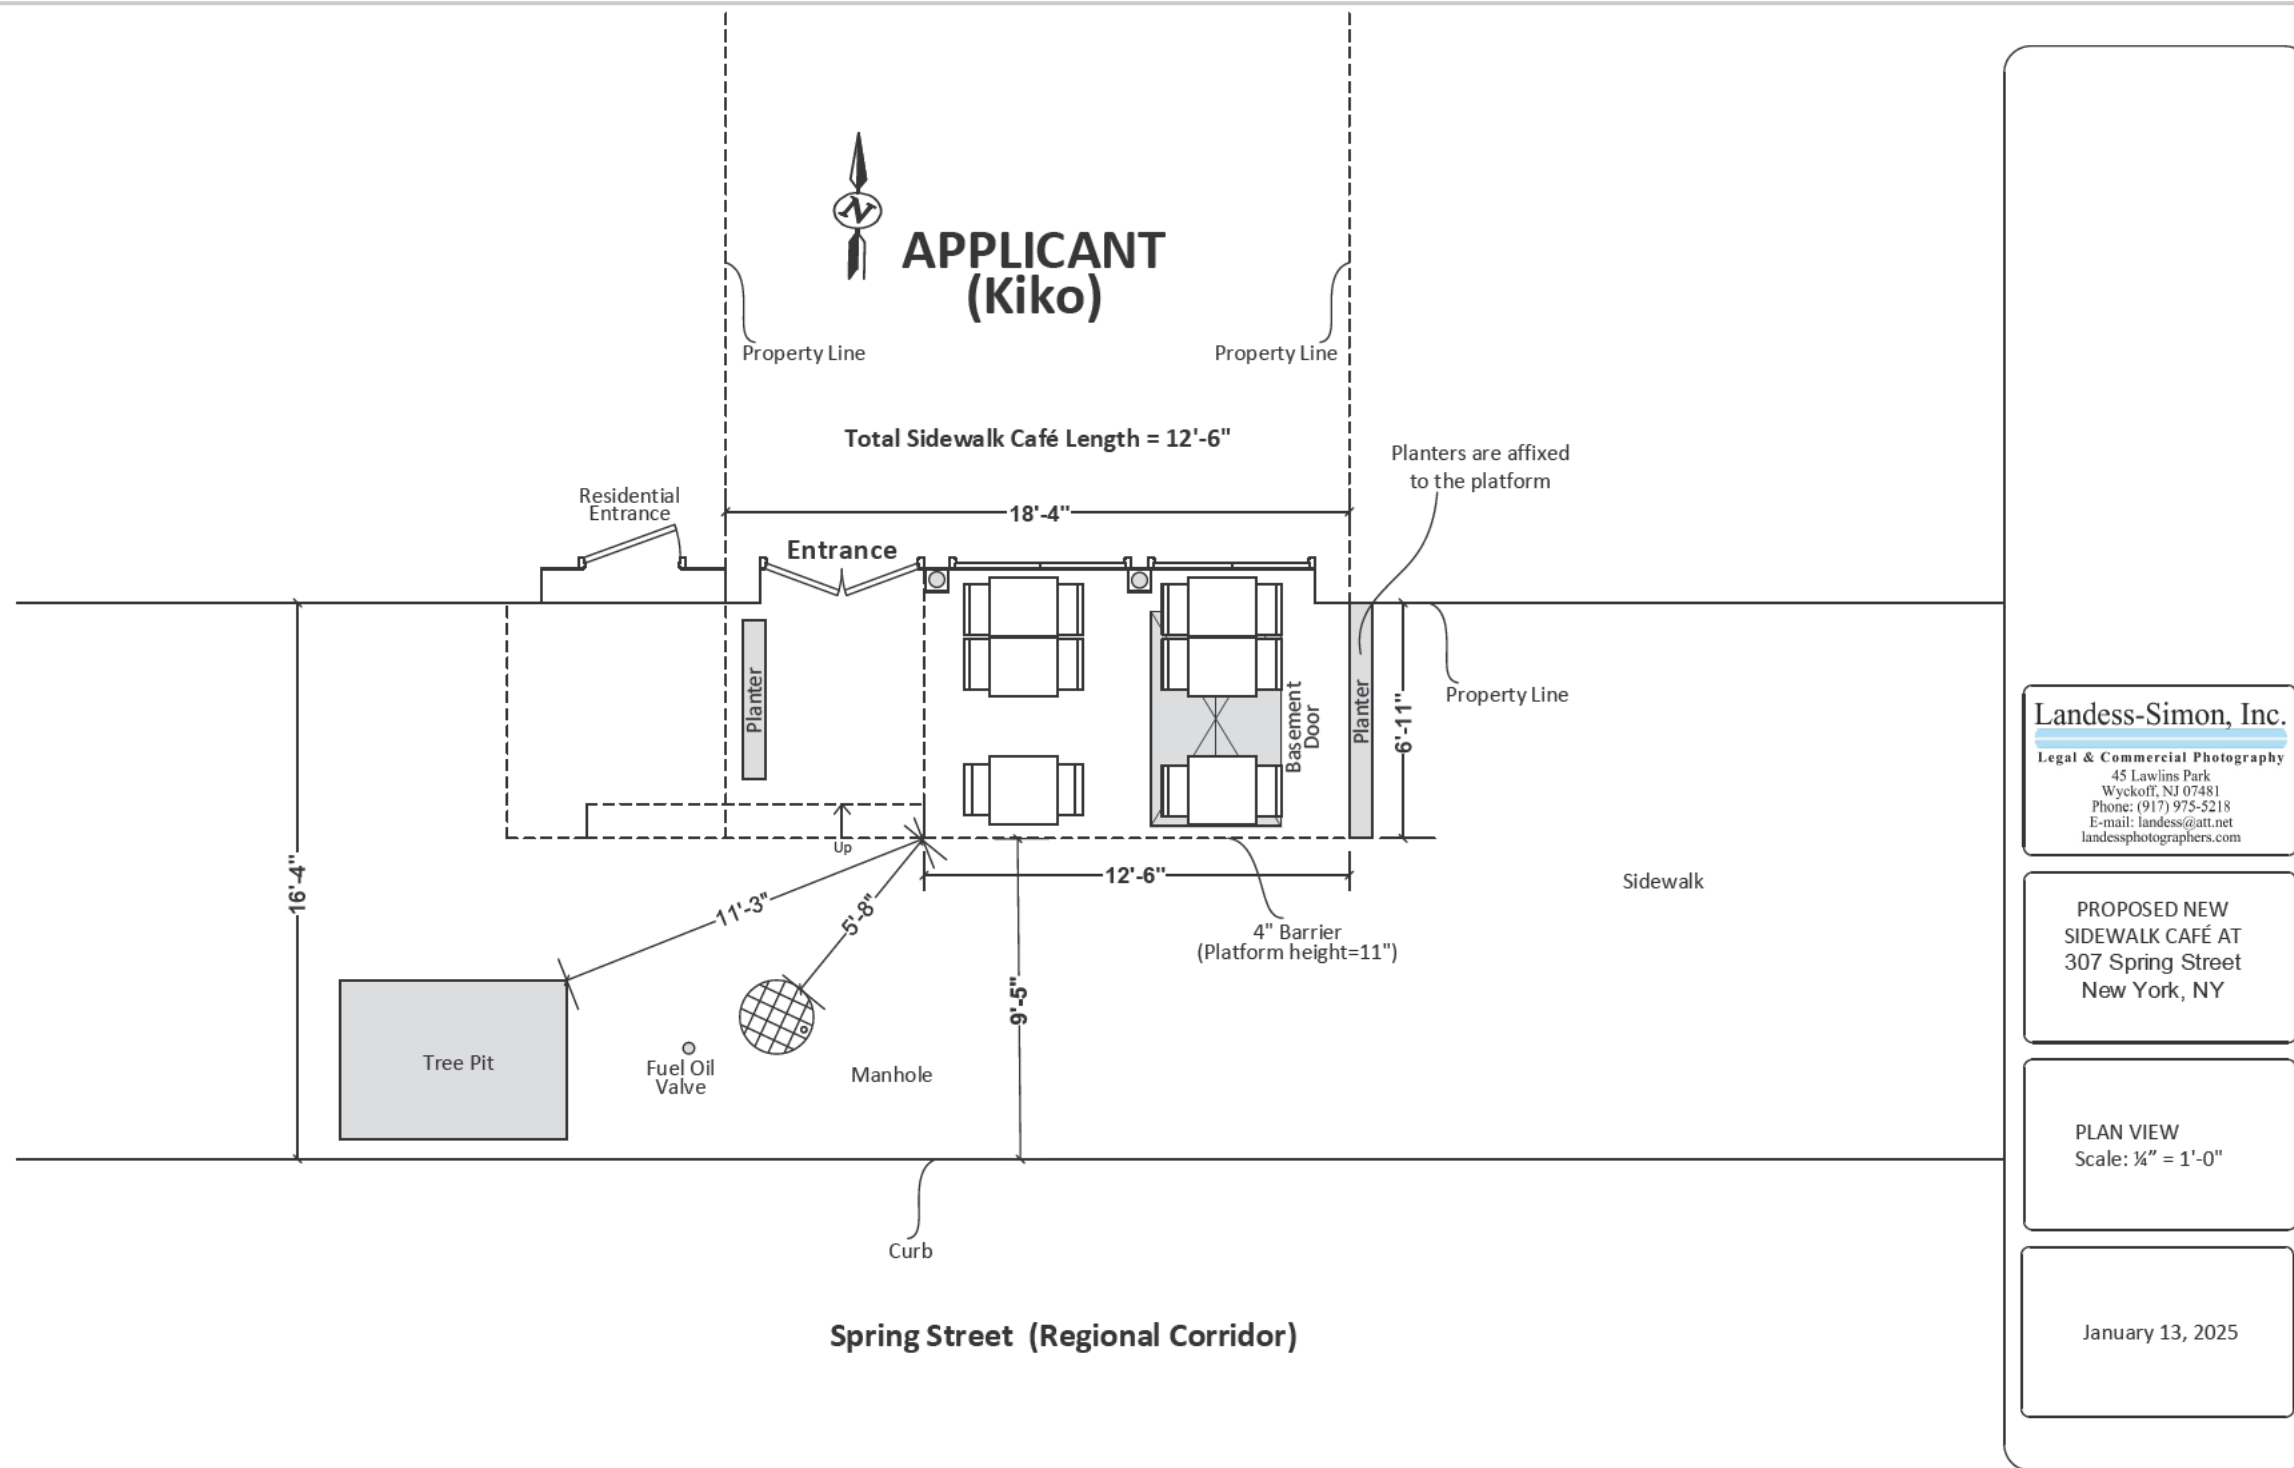 N
APPLICANT
(Kiko)
Property Line
Property Line
Total Sidewalk Café Length = 12'-6"
Planters are affixed
to the platform
Residential
Entrance
18'-4"
Entrance
Planter
Basement
Door
Planter
6'-11"
Property Line
Up
16'-4"
11'-3"
5'-8"
12'-6"
4" Barrier
(Platform height=11")
Sidewalk
9'-5"
Tree Pit
Fuel Oil
Valve
Manhole
Curb
Spring Street (Regional Corridor)
Landess-Simon, Inc.
Legal & Commercial Photography
45 Lawlins Park
Wyckoff, NJ 07481
Phone: (917) 975-5218
E-mail: landess@att.net
landessphotographers.com
PROPOSED NEW
SIDEWALK CAFÉ AT
307 Spring Street
New York, NY
PLAN VIEW
Scale: ¼" = 1'-0"
January 13, 2025